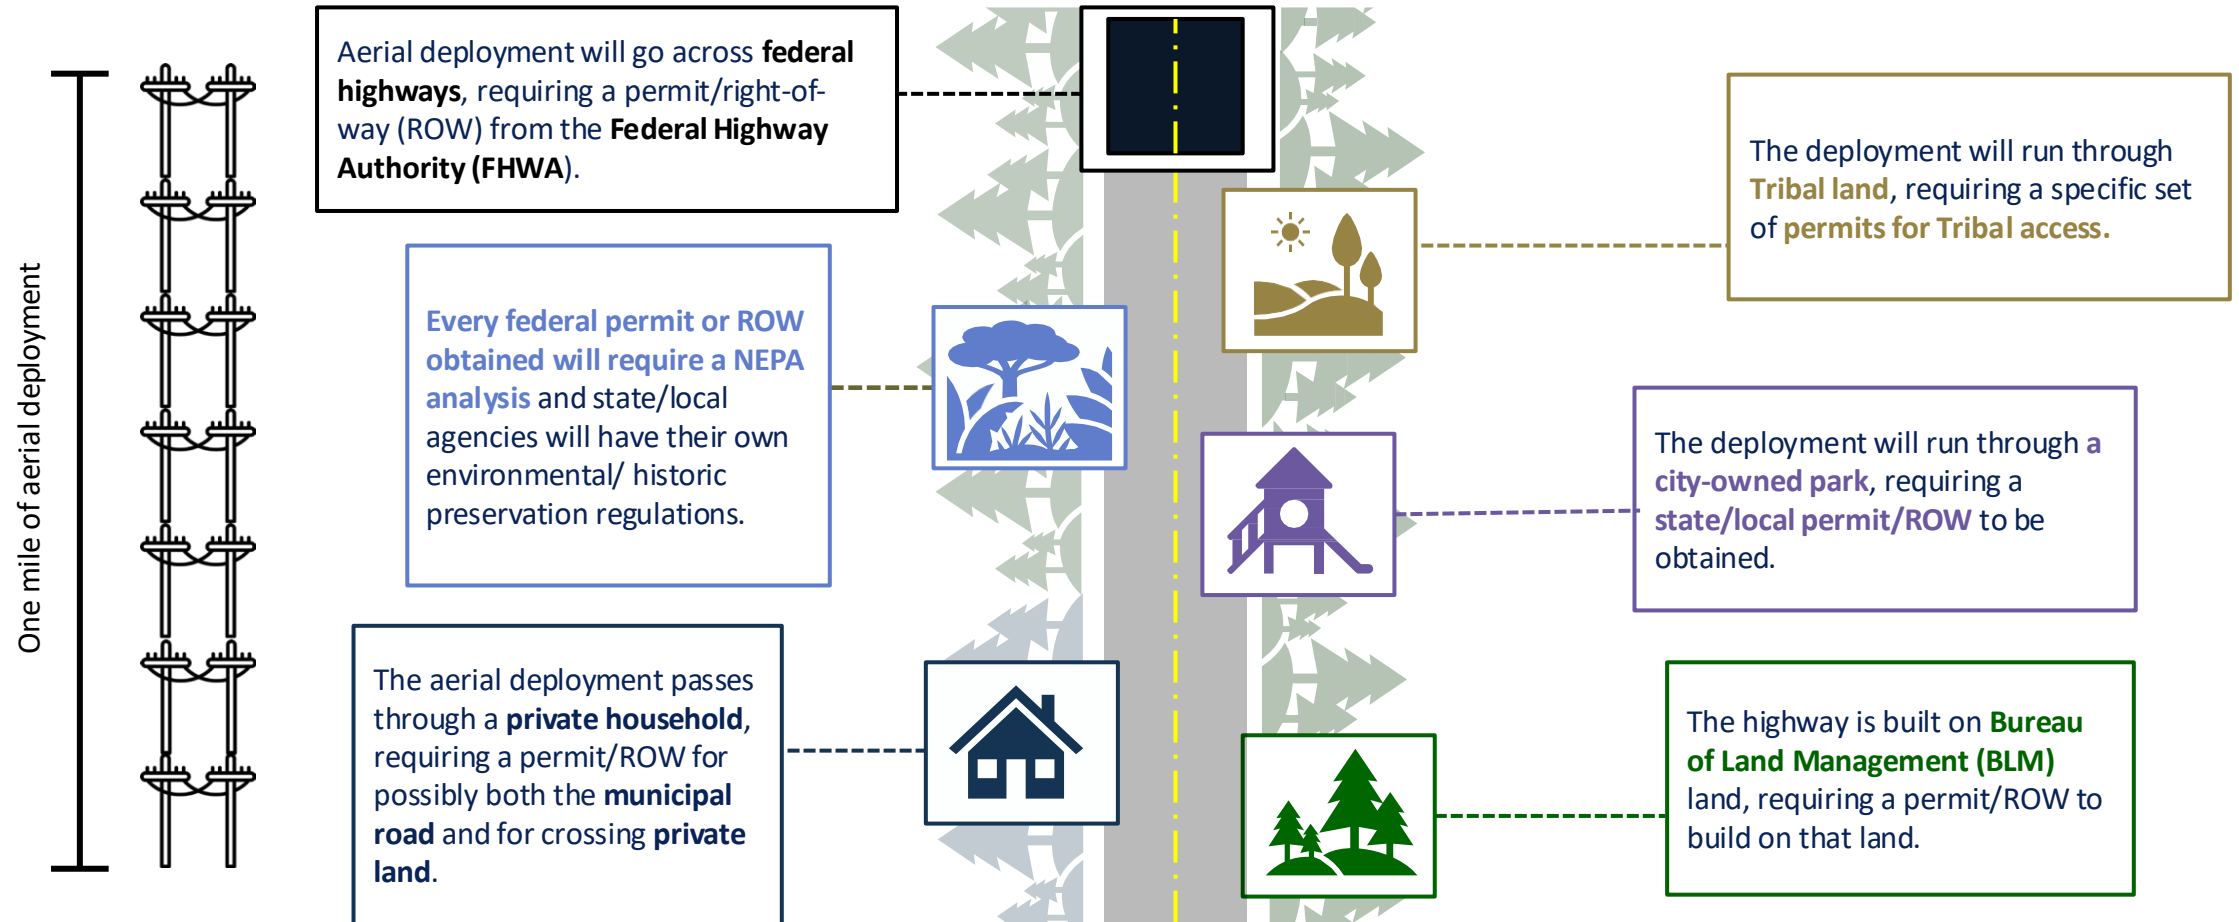 One mile of aerial deployment
Aerial deployment will go across federal
highways, requiring a permit/right-of-
way (ROW) from the Federal Highway
Authority (FHWA).
Every federal permit or ROW
obtained will require a NEPA
analysis and state/local
agencies will have their own
environmental/ historic
preservation regulations.
The aerial deployment passes
through a private household,
requiring a permit/ROW for
possibly both the municipal
road and for crossing private
land.
The deployment will run through
Tribal land, requiring a specific set
of permits for Tribal access.
The deployment will run through a
city-owned park, requiring a
state/local permit/ROW to be
obtained.
The highway is built on Bureau
of Land Management (BLM)
land, requiring a permit/ROW to
build on that land.